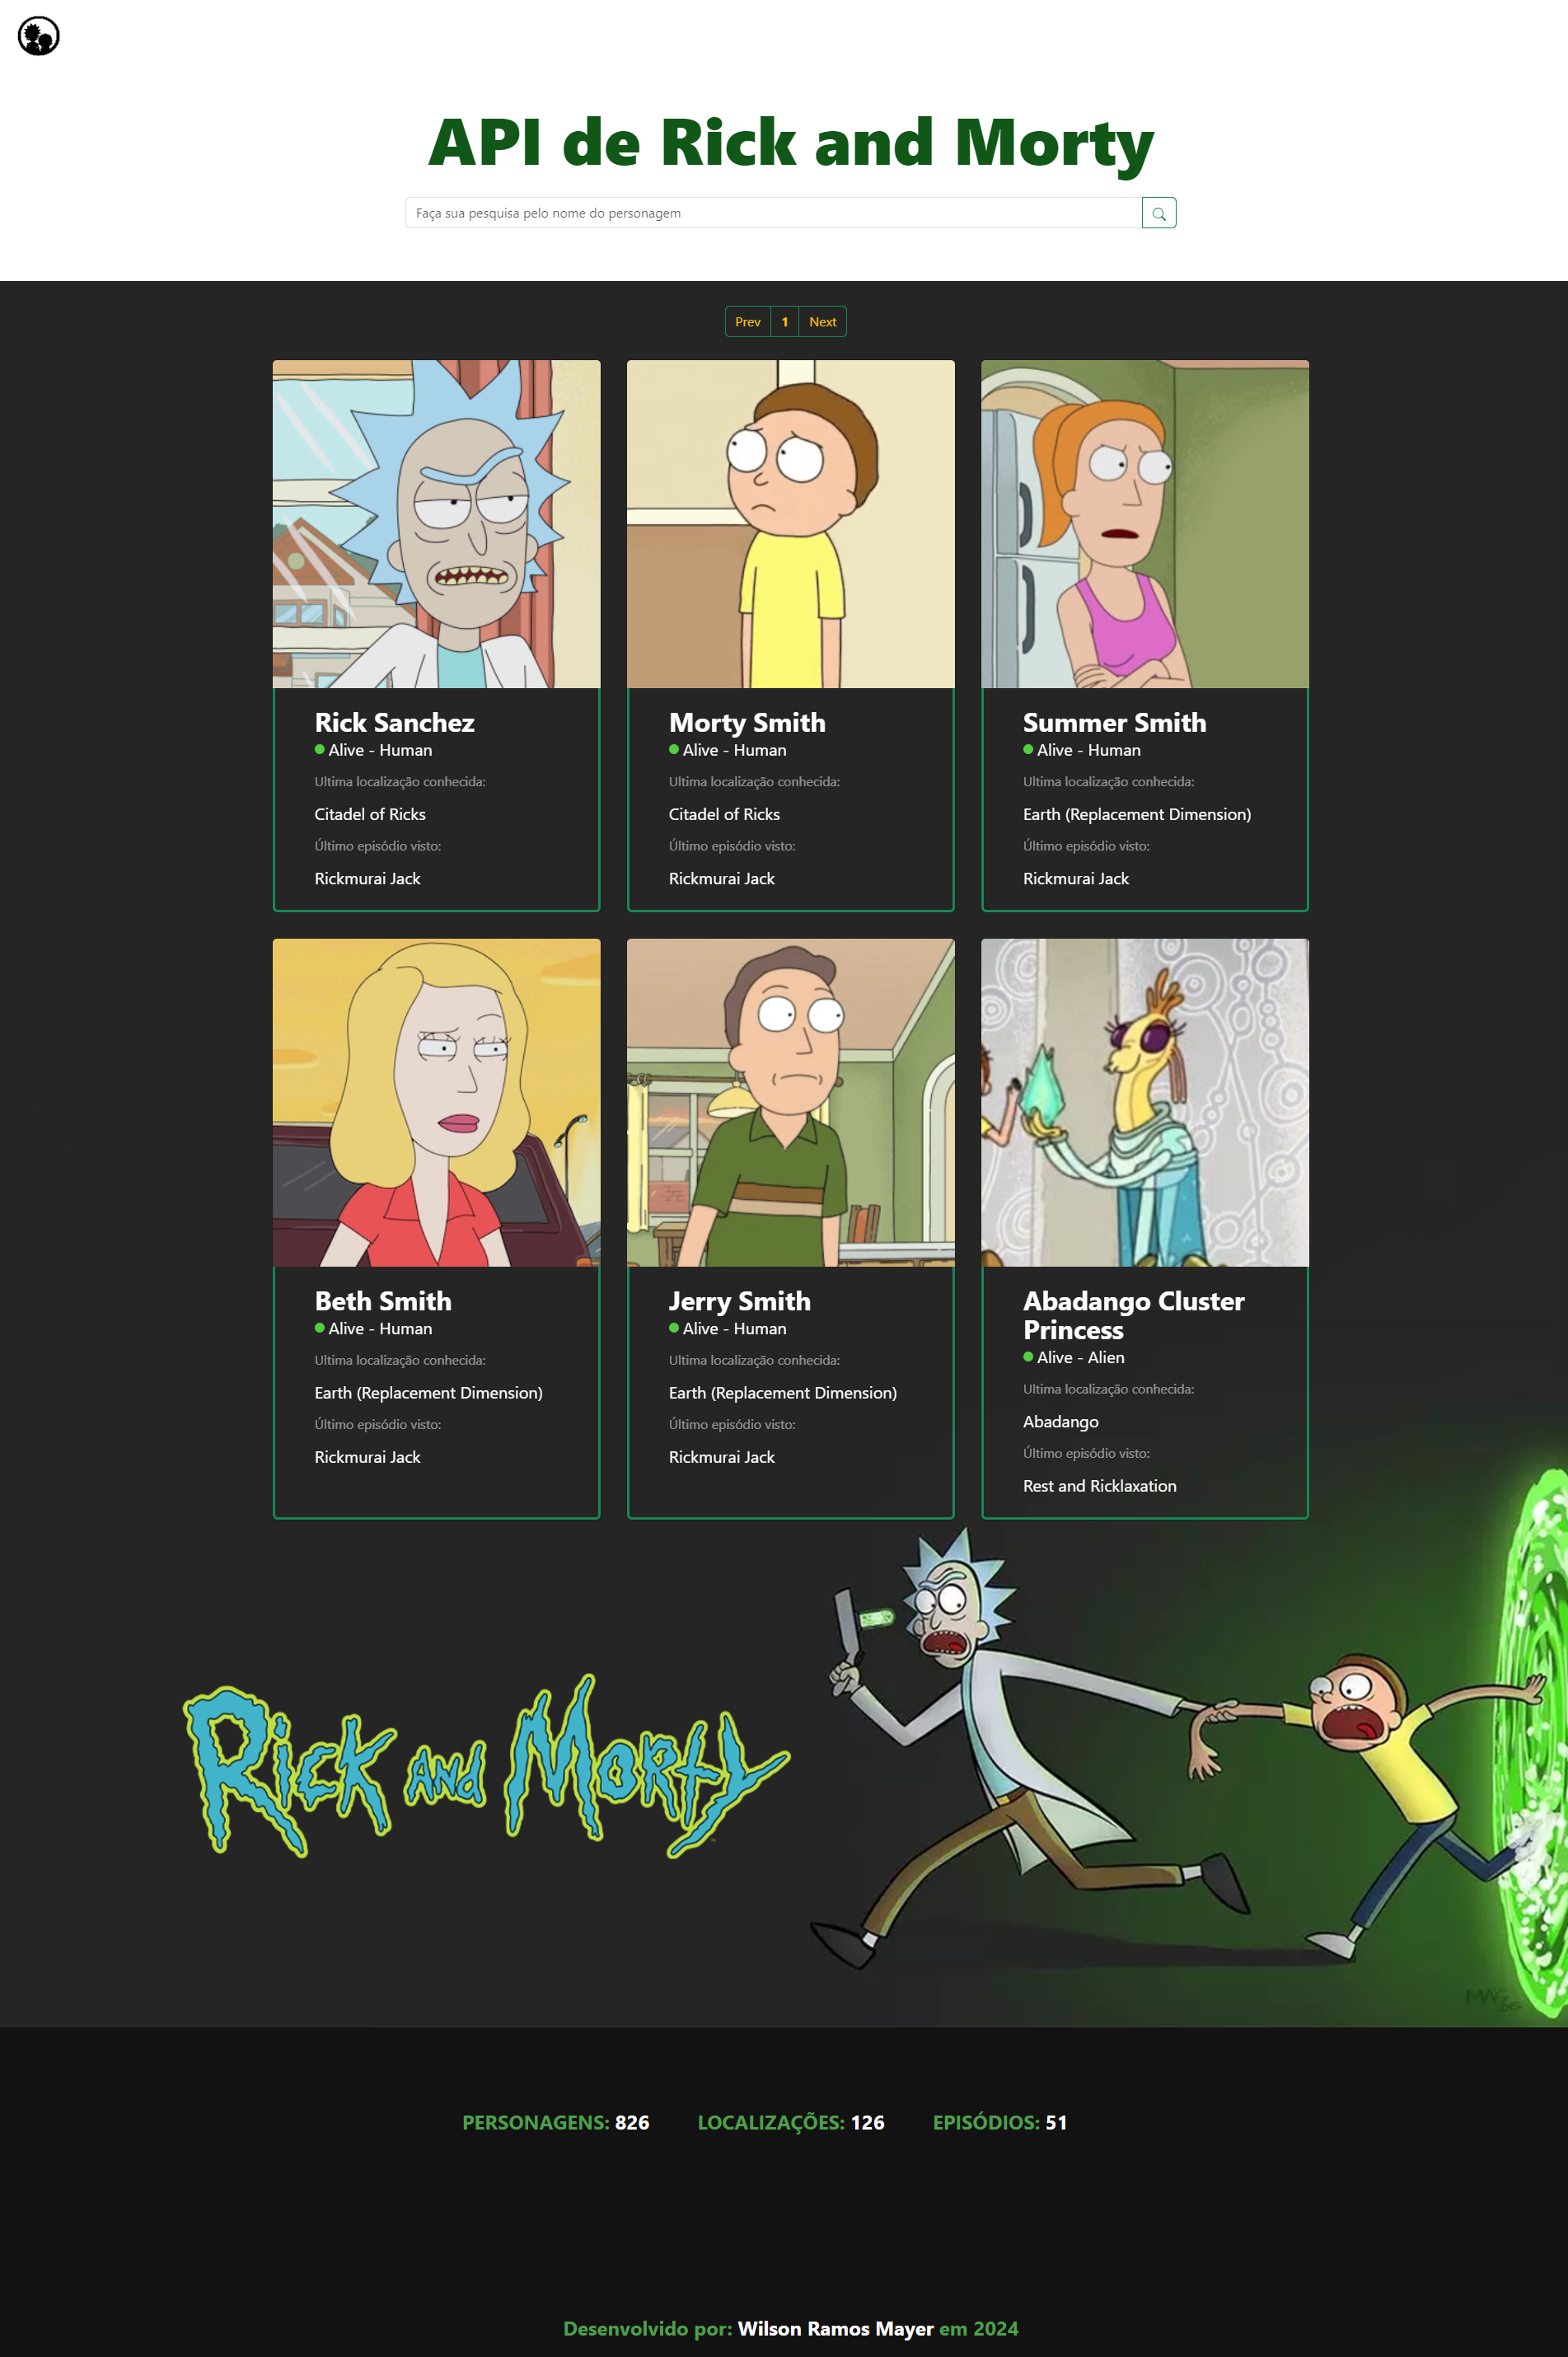 API de Rick and Morty
Faça sua pesquisa pelo nome do personagem
Prev 1 Next
Rick Sanchez
Alive - Human
Ultima localização conhecida:
Citadel of Ricks
Último episódio visto:
Rickmurai Jack
Morty Smith
Alive - Human
Ultima localização conhecida:
Citadel of Ricks
Último episódio visto:
Rickmurai Jack
Summer Smith
Alive - Human
Ultima localização conhecida:
Earth (Replacement Dimension)
Último episódio visto:
Rickmurai Jack
Beth Smith
Alive - Human
Ultima localização conhecida:
Earth (Replacement Dimension)
Último episódio visto:
Rickmurai Jack
Jerry Smith
Alive - Human
Ultima localização conhecida:
Earth (Replacement Dimension)
Último episódio visto:
Rickmurai Jack
Abadango Cluster
Princess
Alive - Alien
Ultima localização conhecida:
Abadango
Último episódio visto:
Rest and Ricklaxation
Rick and Morty
PERSONAGENS: 826 LOCALIZAÇÕES: 126 EPISÓDIOS: 51
Desenvolvido por: Wilson Ramos Mayer em 2024